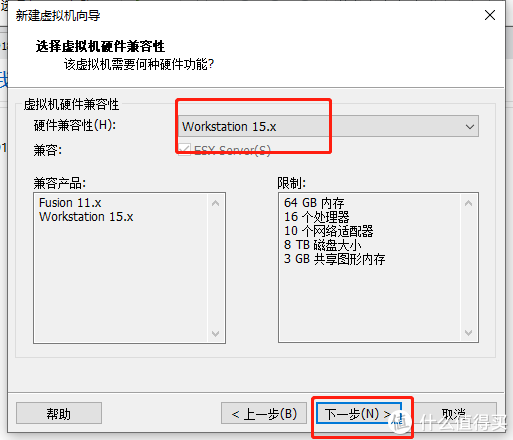 新建虚拟机向导
选择虚拟机硬件兼容性
该虚拟机需要何种硬件功能?
虚拟机硬件兼容性
硬件兼容性(H):
Workstation 15.x
兼容:
ESX Server(S)
兼容产品:
限制:
Fusion 11.x
Workstation 15.x
64 GB 内存
16 个处理器
10 个网络适配器
8 TB 磁盘大小
3 GB 共享图形内存
帮助
< 上一步(B)
下一步(N) >
取消
值 什么值得买